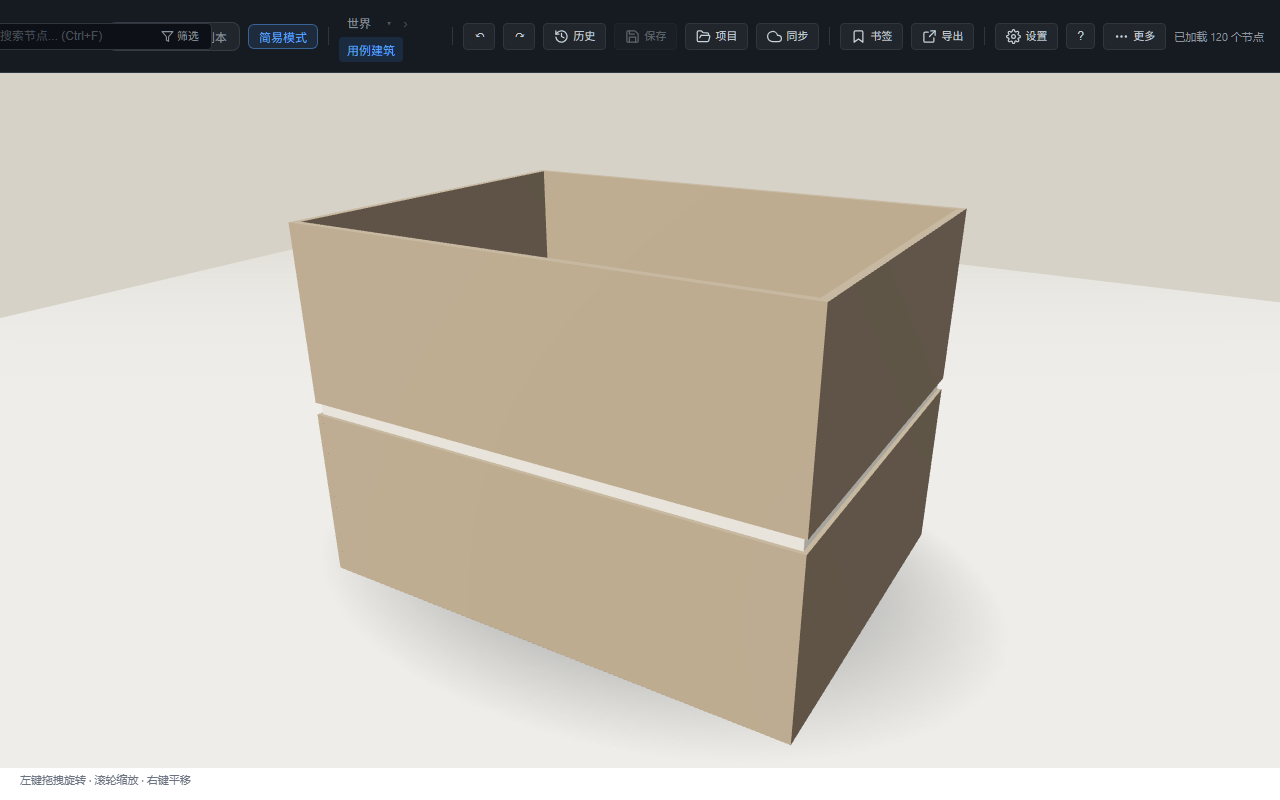 搜索节点... (Ctrl+F)
筛选
本
简易模式
世界
用例建筑
历史
保存
项目
同步
书签
导出
设置
?
更多
已加载 120 个节点
左键拖拽旋转 · 滚轮缩放 · 右键平移